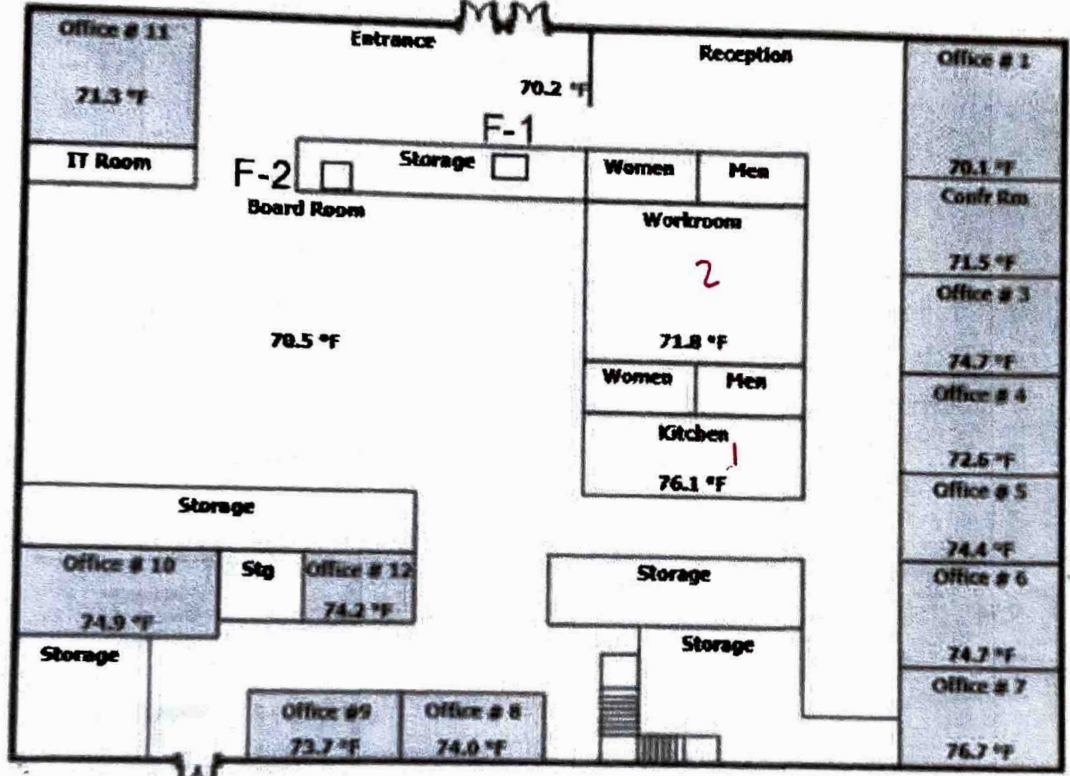 Office # 11
71.3 °F
IT Room
Entrance
70.2 °F
Reception
F-1
Storage
F-2
Board Room
70.5 °F
Women
Men
Workroom
2
71.8 °F
Women
Men
Kitchen
1
76.1 °F
Office # 1
70.1 °F
Confr Rm
71.5 °F
Office # 3
74.7 °F
Office # 4
72.6 °F
Office # 5
74.4 °F
Office # 6
74.7 °F
Office # 7
76.7 °F
Storage
Office # 10
74.9 °F
Stg
Office # 12
74.2 °F
Storage
Office #9
73.7 °F
Office # 8
74.0 °F
Storage
Storage